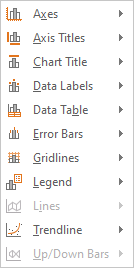 Axes
Axis Titles
Chart Title
Data Labels
Data Table
Error Bars
Gridlines
Legend
Lines
Trendline
Up/Down Bars